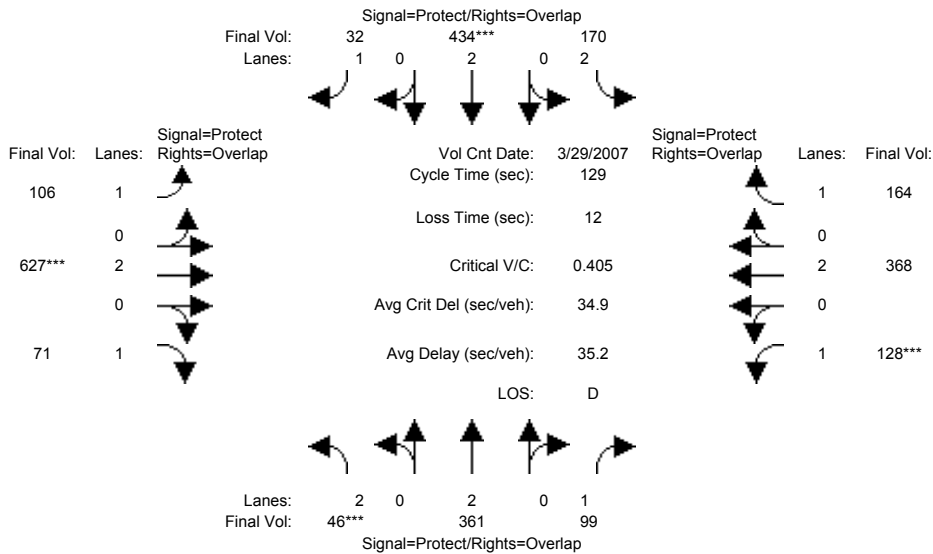 Signal=Protect/Rights=Overlap
Final Vol: 32 434*** 170
Lanes: 1 0 2 0 2
Signal=Protect
Final Vol: Lanes: Rights=Overlap
Vol Cnt Date: 3/29/2007
Signal=Protect
Rights=Overlap Lanes: Final Vol:
Cycle Time (sec): 129
106 1
1 164
Loss Time (sec): 12
0
0
627*** 2
Critical V/C: 0.405
2 368
0
Avg Crit Del (sec/veh): 34.9
0
71 1
Avg Delay (sec/veh): 35.2
1 128***
LOS: D
Lanes: 2 0 2 0 1
Final Vol: 46*** 361 99
Signal=Protect/Rights=Overlap